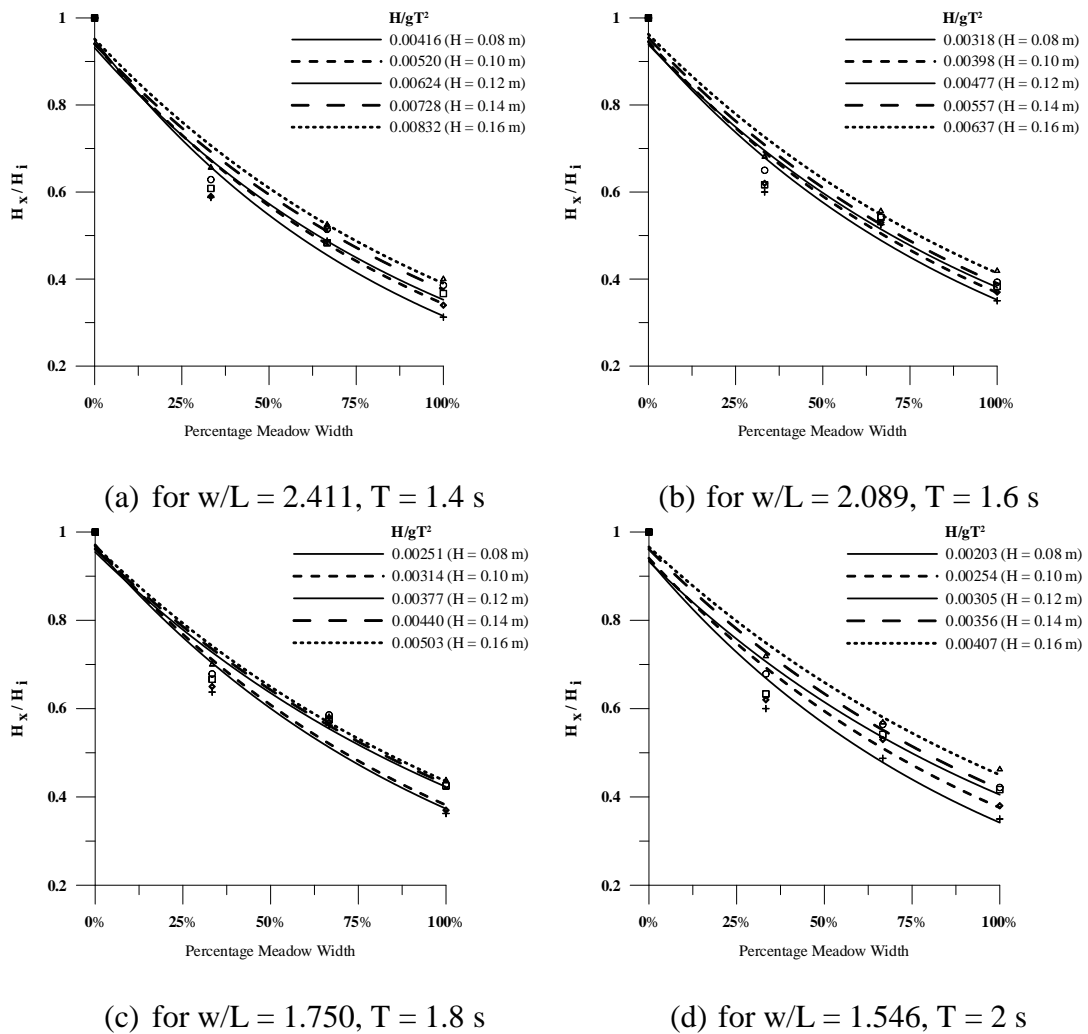 H/gT²
0.00416 (H = 0.08 m)
0.00520 (H = 0.10 m)
0.00624 (H = 0.12 m)
0.00728 (H = 0.14 m)
0.00832 (H = 0.16 m)
1
0.8
0.6
0.4
0.2
H x / H i
0% 25% 50% 75% 100%
Percentage Meadow Width
(a) for w/L = 2.411, T = 1.4 s
H/gT²
0.00318 (H = 0.08 m)
0.00398 (H = 0.10 m)
0.00477 (H = 0.12 m)
0.00557 (H = 0.14 m)
0.00637 (H = 0.16 m)
1
0.8
0.6
0.4
0.2
H x / H i
0% 25% 50% 75% 100%
Percentage Meadow Width
(b) for w/L = 2.089, T = 1.6 s
H/gT²
0.00251 (H = 0.08 m)
0.00314 (H = 0.10 m)
0.00377 (H = 0.12 m)
0.00440 (H = 0.14 m)
0.00503 (H = 0.16 m)
1
0.8
0.6
0.4
0.2
H x / H i
0% 25% 50% 75% 100%
Percentage Meadow Width
(c) for w/L = 1.750, T = 1.8 s
H/gT²
0.00203 (H = 0.08 m)
0.00254 (H = 0.10 m)
0.00305 (H = 0.12 m)
0.00356 (H = 0.14 m)
0.00407 (H = 0.16 m)
1
0.8
0.6
0.4
0.2
H x / H i
0% 25% 50% 75% 100%
Percentage Meadow Width
(d) for w/L = 1.546, T = 2 s